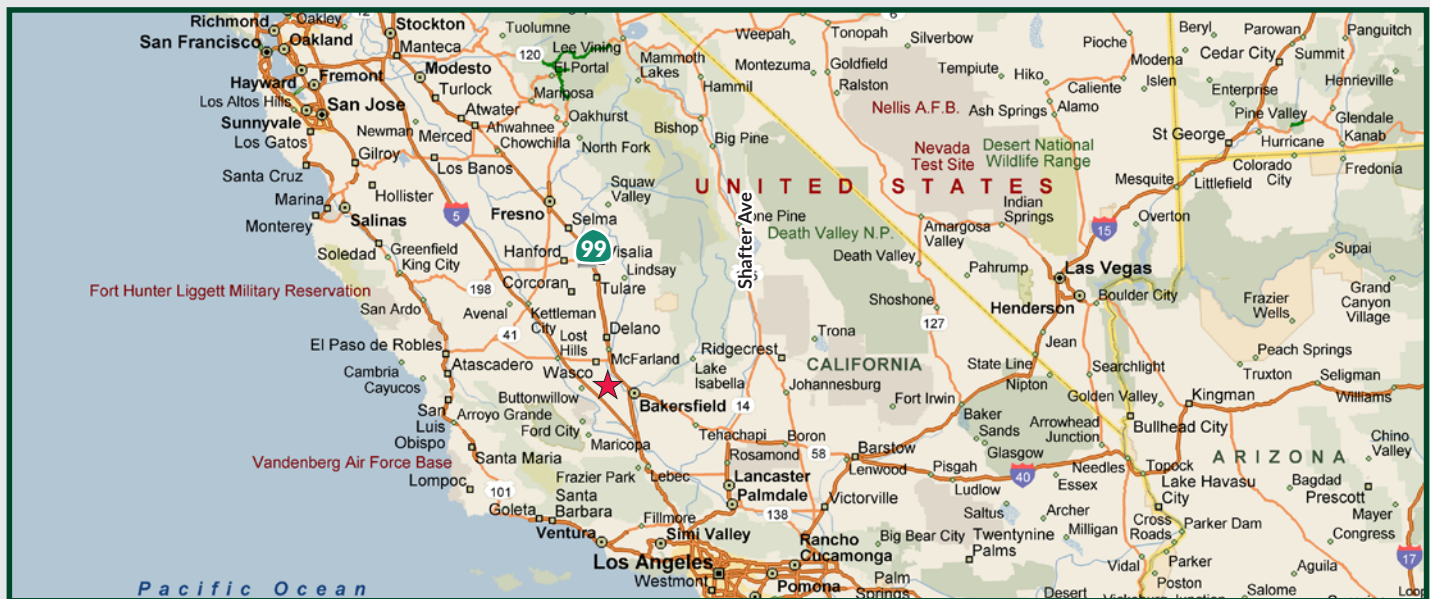 Richmond
Oakley
12
Stockton
Tuolumne
6
San Francisco
Oakland
Manteca
120
Lee Vining
Weepah
Tonopah
Silverbow
Pioche
Beryl
Parowan
Panguitch
Cedar City
Summit
Hayward
Fremont
Modesto
El Portal
Mammoth
Lakes
Montezuma
Goldfield
Ralston
Tempiute
Hiko
Modena
Islen
Henrieville
Los Altos Hills
San Jose
Turlock
Mariposa
Hammil
Caliente
Enterprise
Atwater
Oakhurst
Nellis A.F.B.
Ash Springs
Alamo
Pine Valley
Glendale
Sunnyvale
Newman
Merced
Ahwahnee
Chowchilla
Bishop
Big Pine
St George
Hurricane
Kanab
Los Gatos
Gilroy
Los Banos
North Fork
Nevada
Test Site
Desert National
Wildlife Range
Colorado
City
Fredonia
Santa Cruz
Hollister
Squaw
Valley
UNITED STATES
Mesquite
Littlefield
Marina
Monterey
Salinas
5
Fresno
Selma
Shafter Ave
one Pine
Indian
Springs
15
Overton
Soledad
Greenfield
King City
Hanford
99
Visalia
Death Valley N.P.
Amargosa
Valley
Supai
Lindsay
Death Valley
Pahrump
Las Vegas
Fort Hunter Liggett Military Reservation
198
Corcoran
Tulare
Henderson
Boulder City
Grand
Canyon
Village
San Ardo
Avenal
Kettleman
City
Shoshone
Frazier
Wells
41
Lost
Hills
Delano
Trona
127
Jean
El Paso de Robles
McFarland
Ridgecrest
CALIFORNIA
State Line
Searchlight
Peach Springs
Cambria
Atascadero
Wasco
Lake
Isabella
Johannesburg
Nipton
Truxton
Seligman
Cayucos
Buttonwillow
Bakersfield
14
Fort Irwin
Golden Valley
Kingman
Williams
San
Luis
Obispo
Arroyo Grande
Ford City
Baker
Sands
Arrowhead
Junction
Bullhead City
Maricopa
Tehachapi
Boron
58
Barstow
Glasgow
Chino
Valley
Vandenberg Air Force Base
Santa Maria
Rosamond
Lenwood
Pisgah
40
Needles
Topock
ARIZONA
Lompoc
Frazier Park
Lebec
Lancaster
Ludlow
Essex
Lake Havasu
City
Bagdad
Prescott
101
Santa
Barbara
Palmdale
Victorville
Goleta
Fillmore
138
Saltus
Archer
Cross
Roads
Parker Dam
Mayer
Ventura
Simi Valley
Rancho
Cucamonga
Big Bear City
Twentynine
Palms
Milligan
Congress
Los Angeles
Vidal
Parker
Aguila
17
Westmont
Pomona
Palm
Springs
Desert
Poston
Salome
Pacific Ocean